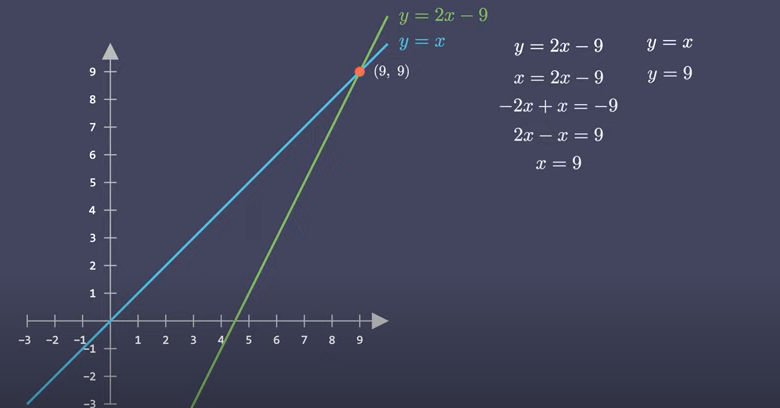 y = 2x − 9
y = x
(9, 9)
y = 2x − 9
x = 2x − 9
−2x + x = −9
2x − x = 9
x = 9
y = x
y = 9
9
8
7
6
5
4
3
2
1
−1
−2
−3
−3 −2 −1 1 2 3 4 5 6 7 8 9